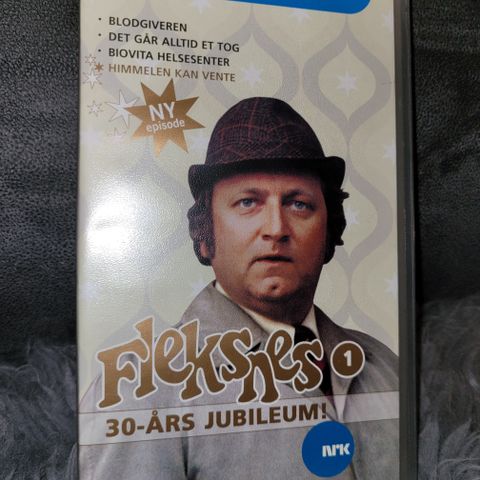 • BLODGIVEREN
• DET GÅR ALLTID ET TOG
• BIOVITA HELSESENTER
* HIMMELEN KAN VENTE
NY
episode
Fleksnes 1
30-ÅRS JUBILEUM!
NRK